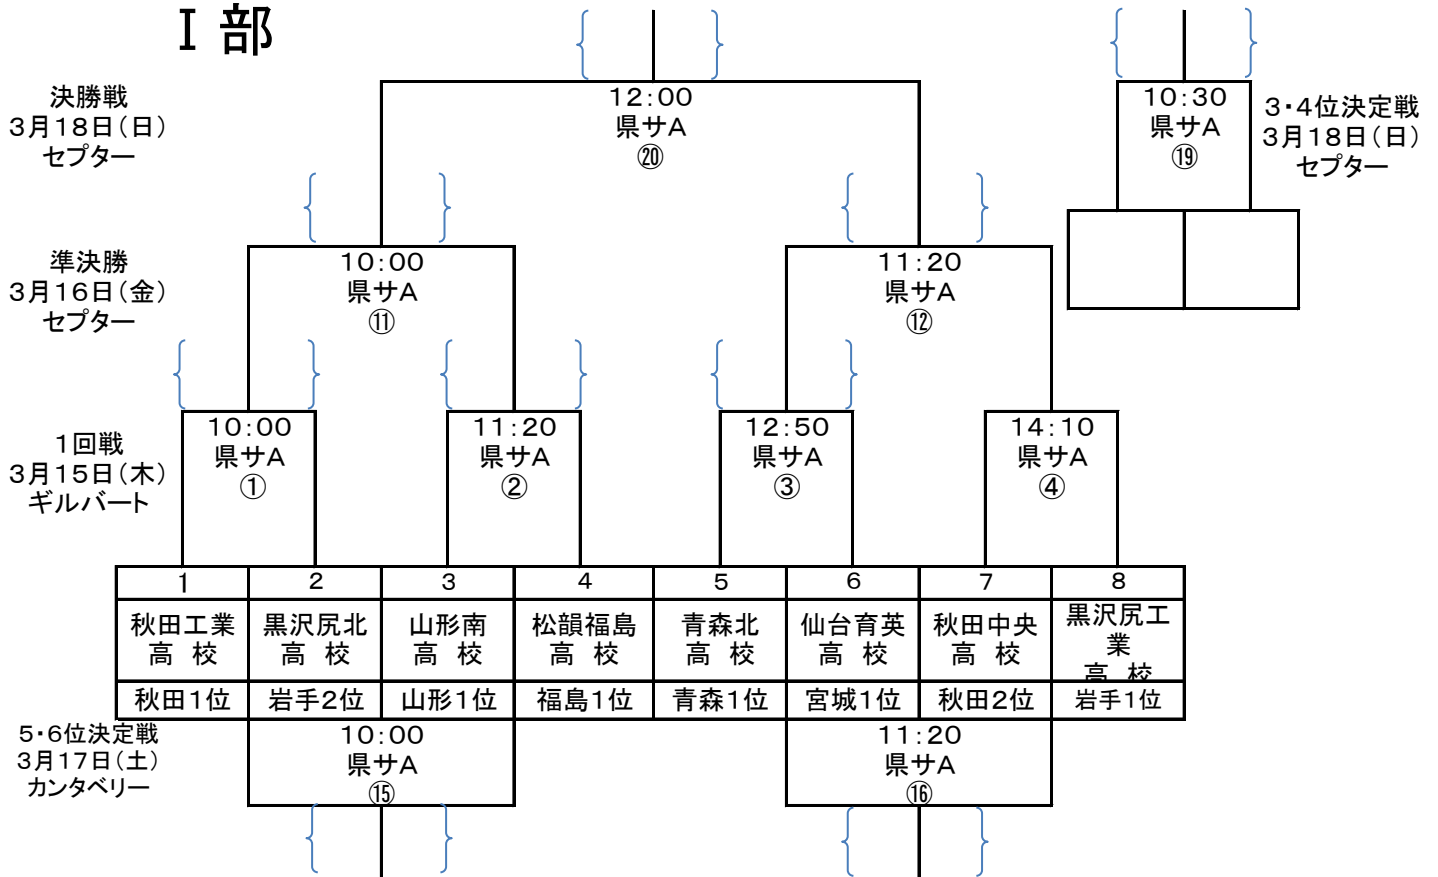 Ⅰ 部
決勝戦
3月18日(日)
セプター
12:00
県サA
⑳
10:30
県サA
⑲
3・4位決定戦
3月18日(日)
セプター
準決勝
3月16日(金)
セプター
10:00
県サA
⑪
11:20
県サA
⑫
1回戦
3月15日(木)
ギルバート
10:00
県サA
①
11:20
県サA
②
12:50
県サA
③
14:10
県サA
④
1 2 3 4 5 6 7 8
秋田工業
高 校
黒沢尻北
高 校
山形南
高 校
松韻福島
高 校
青森北
高 校
仙台育英
高 校
秋田中央
高 校
黒沢尻工
業
高 校
秋田1位 岩手2位 山形1位 福島1位 青森1位 宮城1位 秋田2位 岩手1位
5・6位決定戦
3月17日(土)
カンタベリー
10:00
県サA
⑮
11:20
県サA
⑯